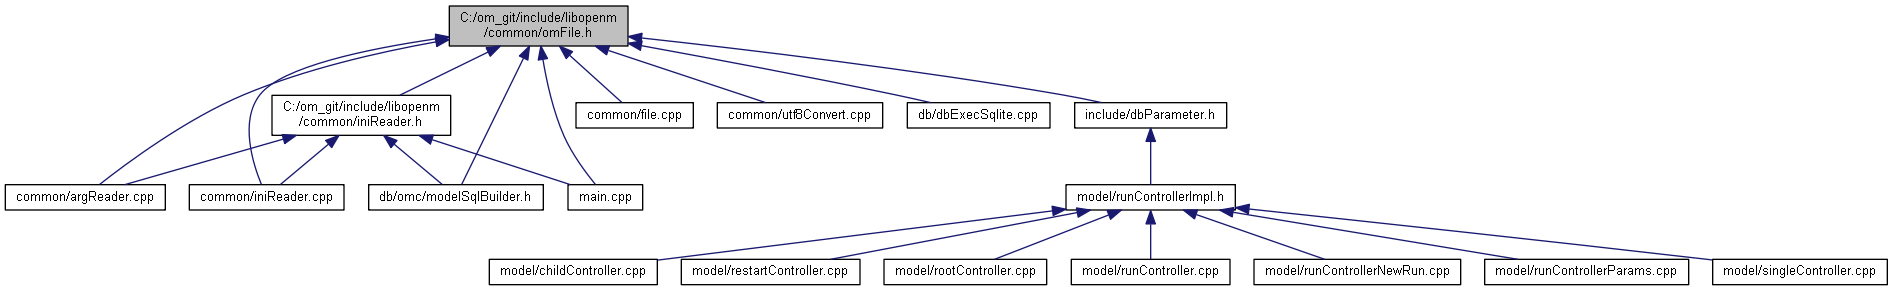 C:/om_git/include/libopenm
/common/omFile.h
C:/om_git/include/libopenm
/common/iniReader.h
common/file.cpp
common/utf8Convert.cpp
db/dbExecSqlite.cpp
include/dbParameter.h
common/argReader.cpp
common/iniReader.cpp
db/omc/modelSqlBuilder.h
main.cpp
model/runControllerImpl.h
model/childController.cpp
model/restartController.cpp
model/rootController.cpp
model/runController.cpp
model/runControllerNewRun.cpp
model/runControllerParams.cpp
model/singleController.cpp